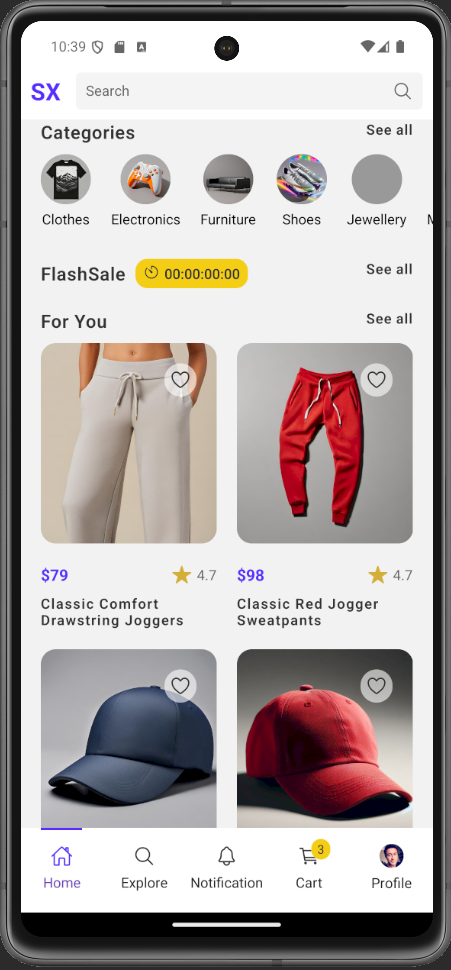 10:39
SX
Search
Categories
See all
Clothes
Electronics
Furniture
Shoes
Jewellery
FlashSale
00:00:00:00
See all
For You
See all
$79
4.7
Classic Comfort
Drawstring Joggers
$98
4.7
Classic Red Jogger
Sweatpants
Home
Explore
Notification
3
Cart
Profile